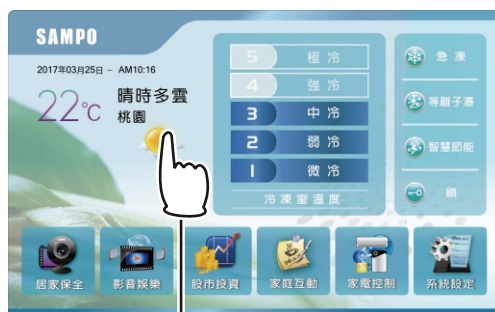 SAMPO
2017年03月25日 - AM10:16
22℃
晴時多雲
桃園
5 極冷
4 強冷
3 中冷
2 弱冷
1 微冷
冷凍室溫度
急凍
等離子瀑
智慧節能
鎖
居家保全
影音娛樂
股市投資
家庭互動
家電控制
系統設定